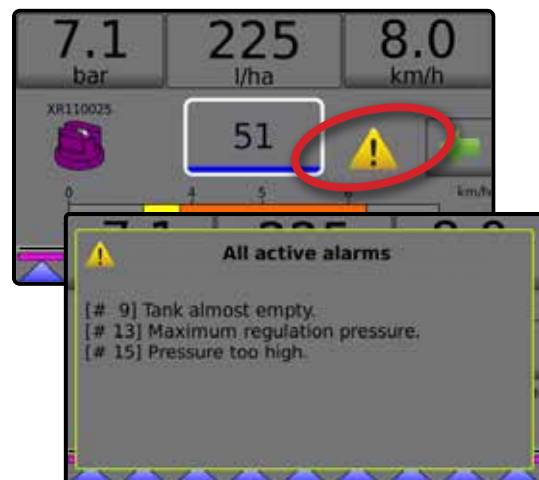 7.1 225 8.0
bar l/ha km/h
XR110025
51
0 4 5 6 km/h
All active alarms
[# 9] Tank almost empty.
[# 13] Maximum regulation pressure.
[# 15] Pressure too high.